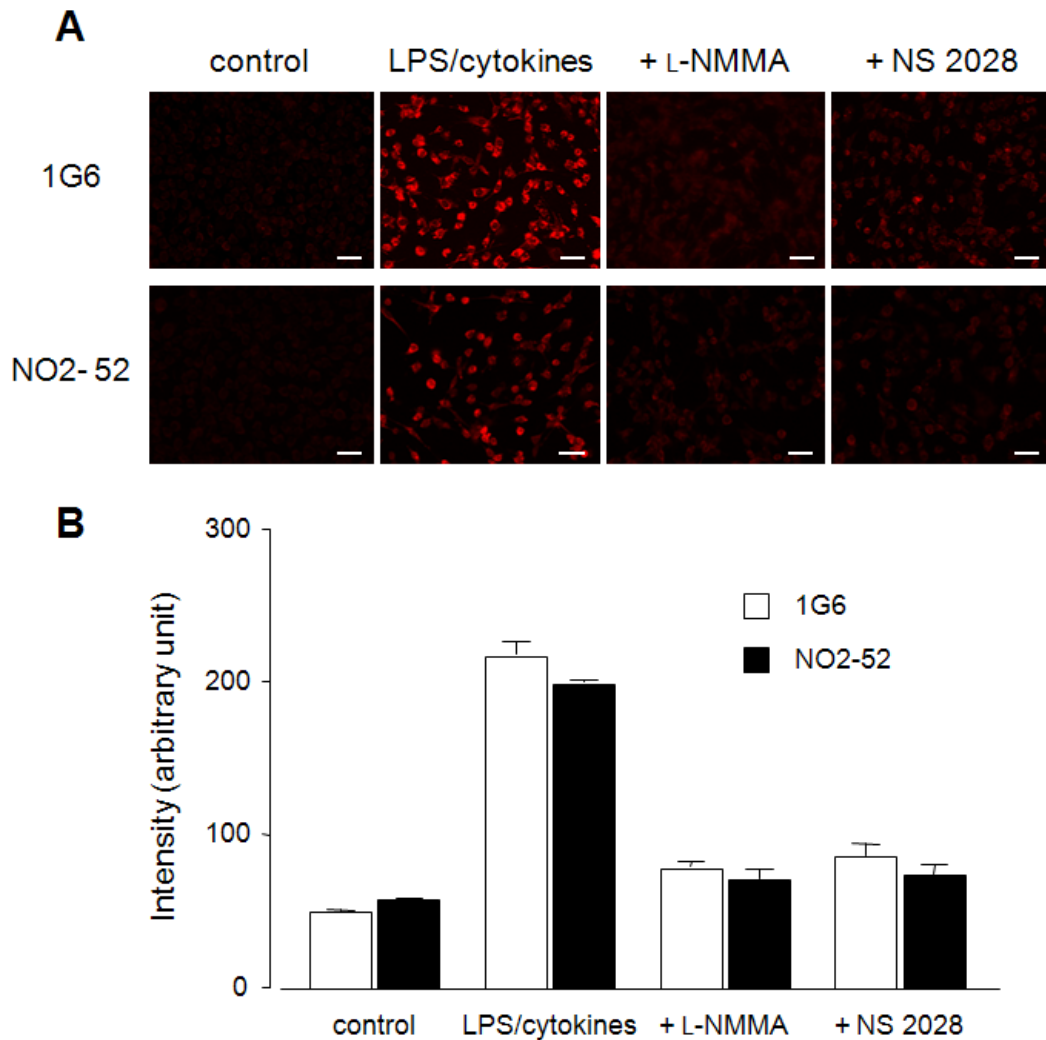 A
control LPS/cytokines + L-NMMA + NS 2028
1G6
NO2- 52
B
Intensity (arbitrary unit)
300
200
100
0
1G6
NO2-52
control LPS/cytokines + L-NMMA + NS 2028